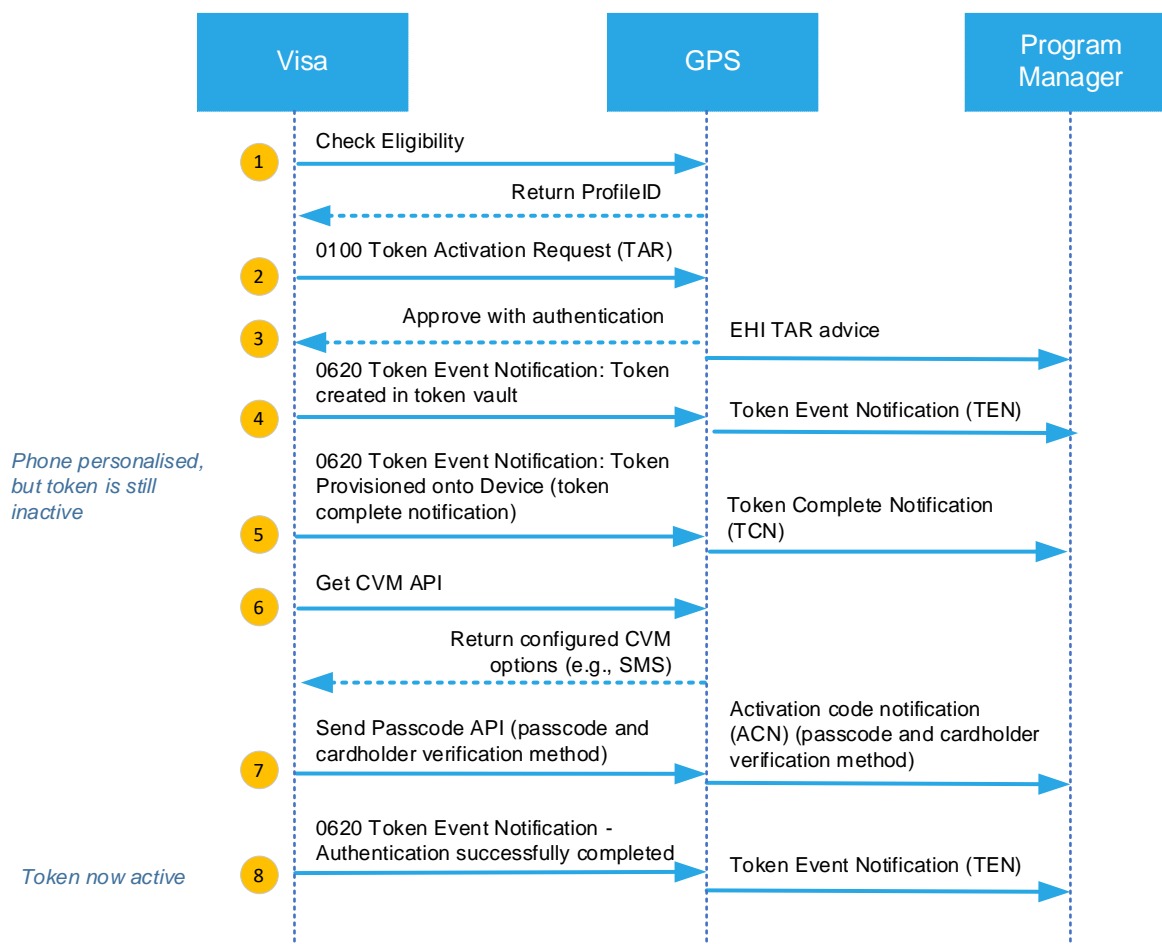 Visa
GPS
Program
Manager
Check Eligibility
1
Return ProfileID
0100 Token Activation Request (TAR)
2
Approve with authentication
3
EHI TAR advice
0620 Token Event Notification: Token
created in token vault
4
Token Event Notification (TEN)
Phone personalised,
but token is still
inactive
0620 Token Event Notification: Token
Provisioned onto Device (token
complete notification)
5
Token Complete Notification
(TCN)
Get CVM API
6
Return configured CVM
options (e.g., SMS)
Send Passcode API (passcode and
cardholder verification method)
7
Activation code notification
(ACN) (passcode and cardholder
verification method)
0620 Token Event Notification -
Authentication successfully completed
8
Token now active
Token Event Notification (TEN)